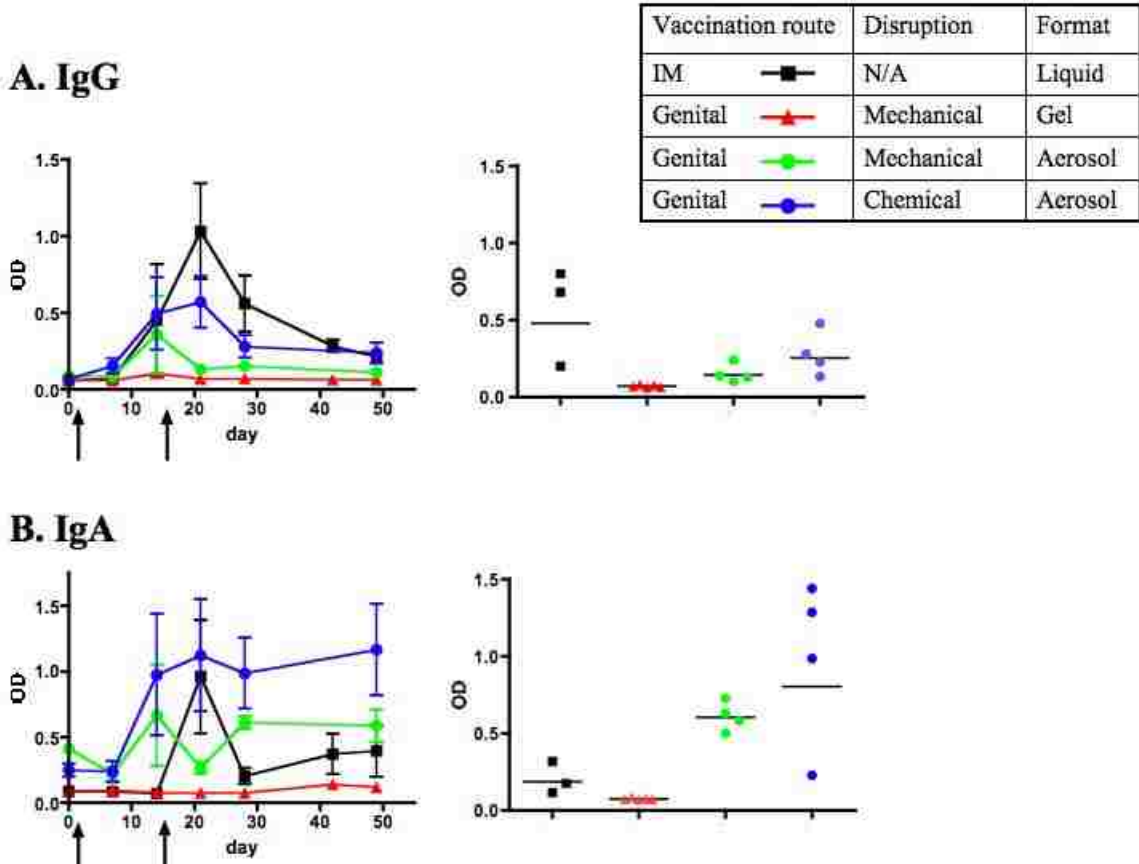 Vaccination route Disruption Format
IM N/A Liquid
Genital Mechanical Gel
Genital Mechanical Aerosol
Genital Chemical Aerosol
A. IgG
1.5
1.0
0.5
0.0
OD
0 10 20 30 40 50
day
1.5
1.0
0.5
0.0
OD
B. IgA
1.5
1.0
0.5
0.0
OD
0 10 20 30 40 50
day
1.5
1.0
0.5
0.0
OD